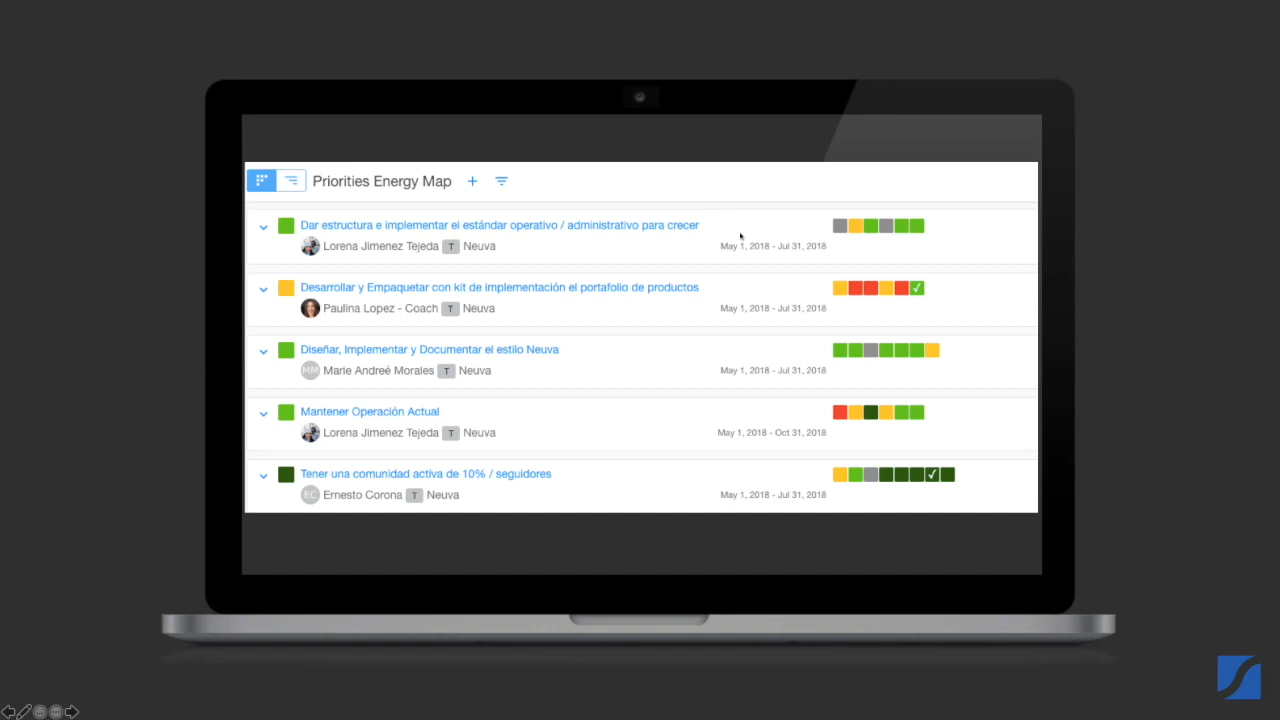 Priorities Energy Map
Dar estructura e implementar el estándar operativo / administrativo para crecer
Lorena Jimenez Tejeda T Neuva
May 1, 2018 - Jul 31, 2018
Desarrollar y Empaquetar con kit de implementación el portafolio de productos
Paulina Lopez - Coach T Neuva
May 1, 2018 - Jul 31, 2018
Diseñar, Implementar y Documentar el estilo Neuva
MM Marie Andreé Morales T Neuva
May 1, 2018 - Jul 31, 2018
Mantener Operación Actual
Lorena Jimenez Tejeda T Neuva
May 1, 2018 - Oct 31, 2018
Tener una comunidad activa de 10% / seguidores
EC Ernesto Corona T Neuva
May 1, 2018 - Jul 31, 2018